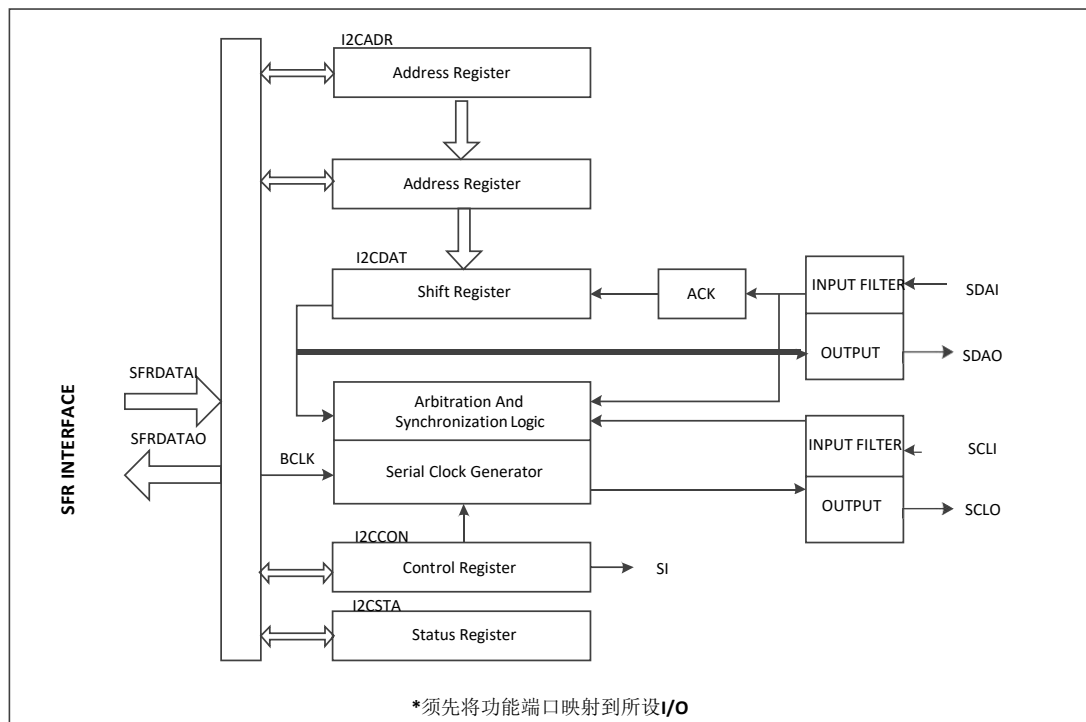 I2CADR
Address Register
Address Register
I2CDAT
Shift Register
ACK
INPUT FILTER
SDAI
OUTPUT
SDAO
SFR INTERFACE
SFRDATAI
SFRDATAO
Arbitration And
Synchronization Logic
BCLK
Serial Clock Generator
INPUT FILTER
SCLI
OUTPUT
SCLO
I2CCON
Control Register
SI
I2CSTA
Status Register
*须先将功能端口映射到所设I/O